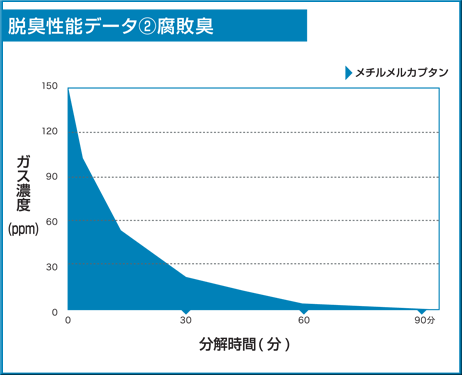 脱臭性能データ②腐敗臭
メチルメルカプタン
ガス濃度
(ppm)
150
120
90
60
30
0
0 30 60 90分
分解時間(分)